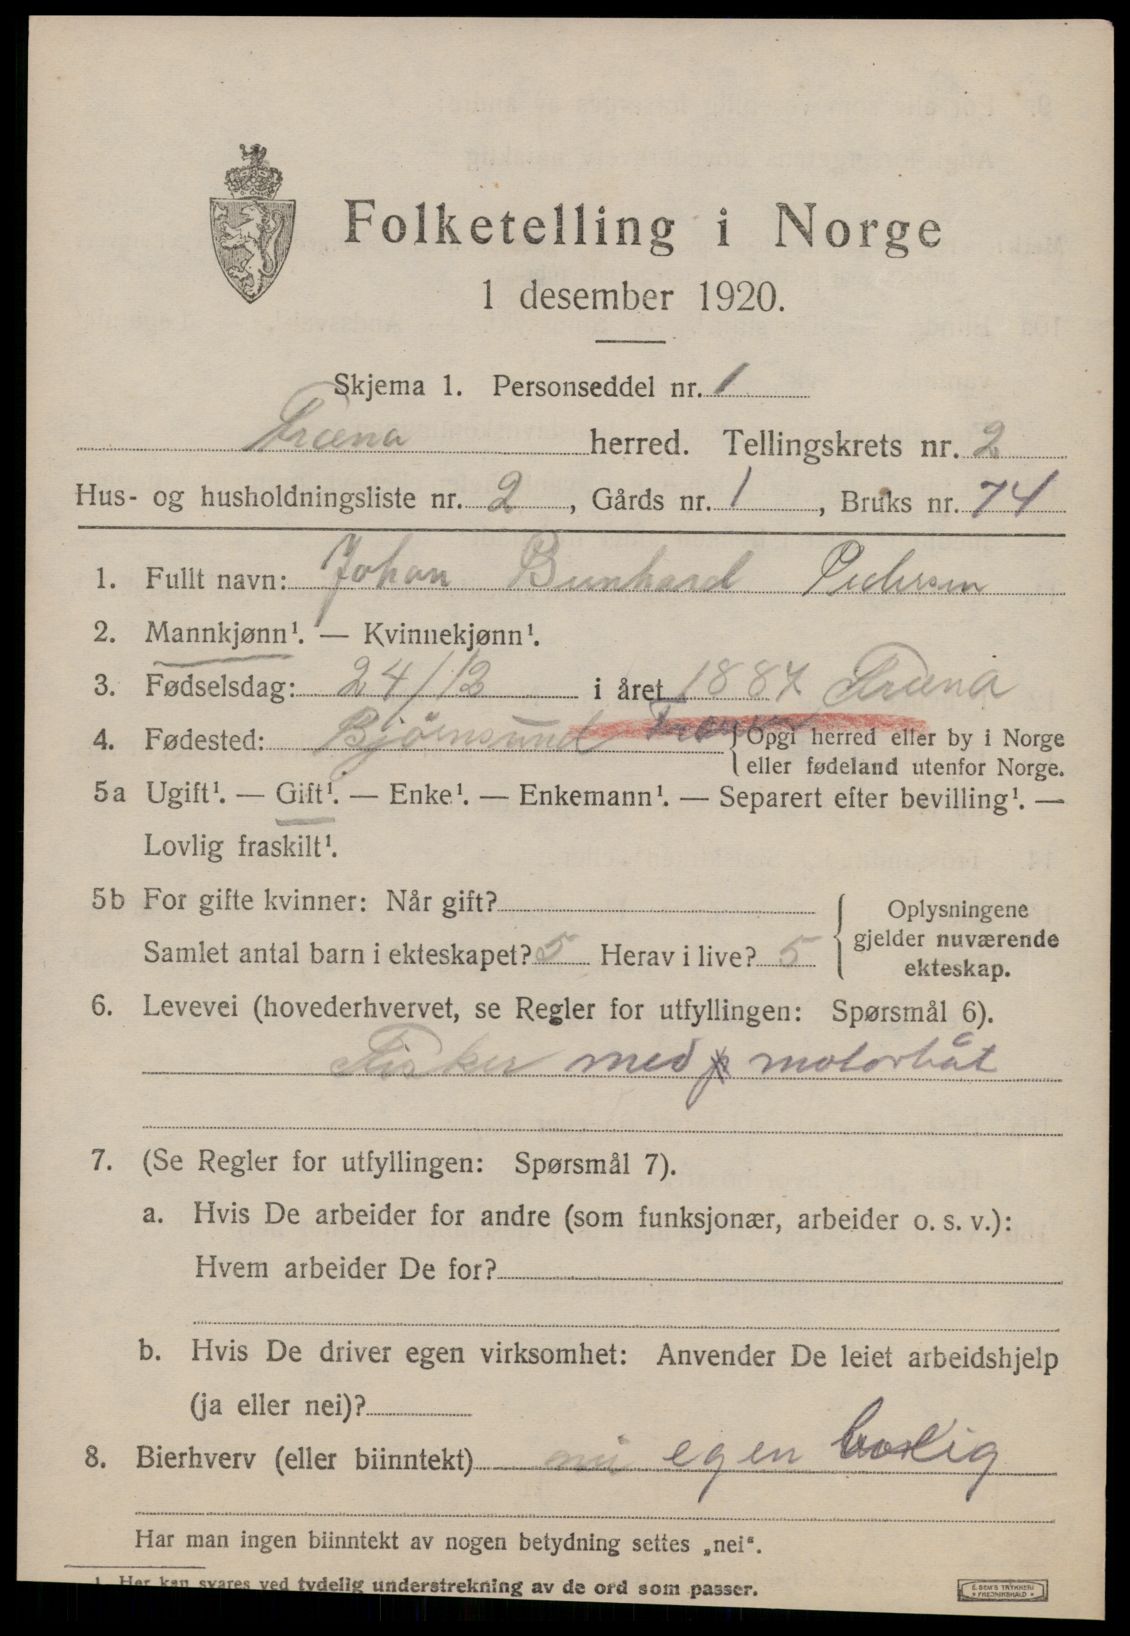 Folketelling i Norge
1 desember 1920.
Skjema 1. Personseddel nr. 1
Fræna herred. Tellingskrets nr. 2
Hus- og husholdningsliste nr. 2, Gårds nr. 1, Bruks nr. 74
1. Fullt navn: Johan Bernhard Pedersen
2. Mannkjønn¹. — Kvinnekjønn¹.
3. Fødselsdag: 24/12 i året 1887 Fræna
4. Fødested: Bjørnsund Fræna {Opgi herred eller by i Norge
eller fødeland utenfor Norge.
5a Ugift¹. — Gift¹. — Enke¹. — Enkemann¹. — Separert efter bevilling¹. —
Lovlig fraskilt¹.
5b For gifte kvinner: Når gift?
Samlet antal barn i ekteskapet? 5 Herav i live? 5
Oplysningene
gjelder nuværende
ekteskap.
6. Levevei (hovederhvervet, se Regler for utfyllingen: Spørsmål 6).
Fisker med motorbåt
7. (Se Regler for utfyllingen: Spørsmål 7).
a. Hvis De arbeider for andre (som funksjonær, arbeider o. s. v.):
Hvem arbeider De for?
b. Hvis De driver egen virksomhet: Anvender De leiet arbeidshjelp
(ja eller nei)?
8. Bierhverv (eller biinntekt) nei egen bolig
Har man ingen biinntekt av nogen betydning settes „nei“.
1. Her kan svares ved tydelig understrekning av de ord som passer.
E. SEM'S TRYKKERI
FREDRIKSHALD